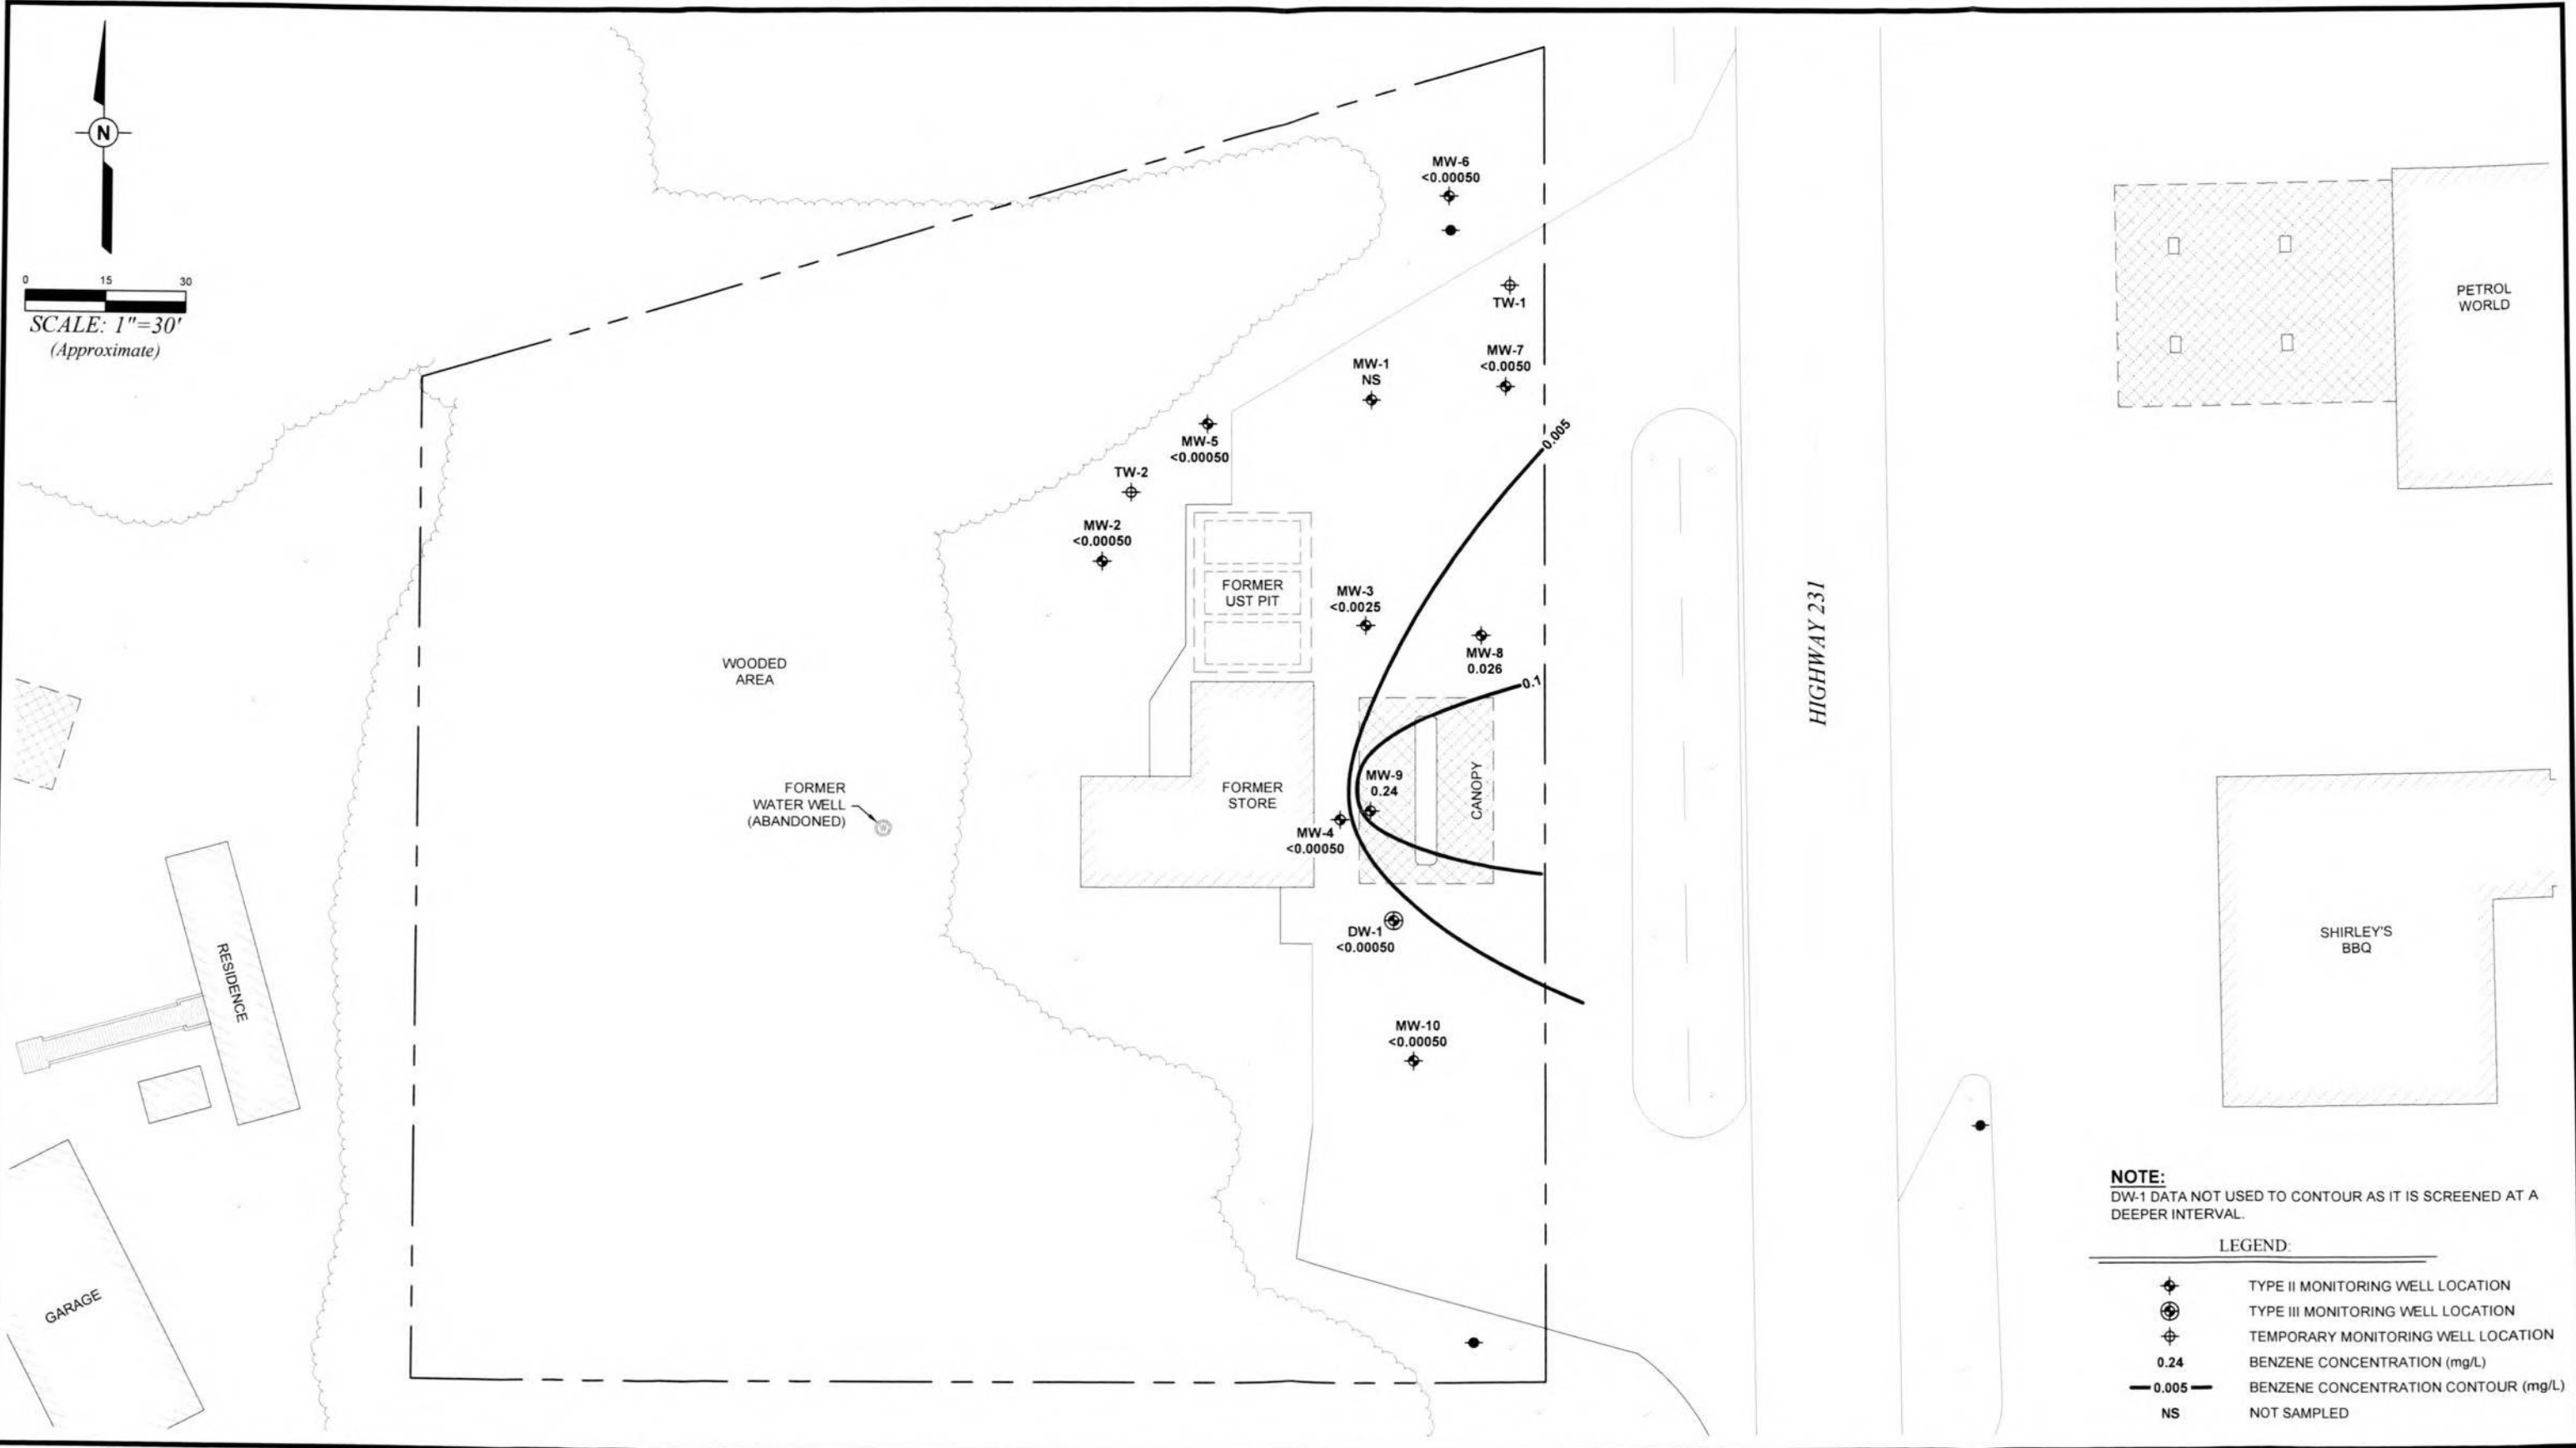 N
0 15 30
SCALE: 1"=30'
(Approximate)
MW-6
<0.00050
TW-1
MW-7
<0.0050
MW-1
NS
MW-5
<0.00050
TW-2
MW-2
<0.00050
0.005
FORMER
UST PIT
MW-3
<0.0025
MW-8
0.026
0.1
WOODED
AREA
FORMER
WATER WELL
(ABANDONED)
W
FORMER
STORE
MW-9
0.24
CANOPY
MW-4
<0.00050
DW-1
<0.00050
MW-10
<0.00050
HIGHWAY 231
PETROL
WORLD
SHIRLEY'S
BBQ
RESIDENCE
GARAGE
NOTE:
DW-1 DATA NOT USED TO CONTOUR AS IT IS SCREENED AT A
DEEPER INTERVAL.
LEGEND:
TYPE II MONITORING WELL LOCATION
TYPE III MONITORING WELL LOCATION
TEMPORARY MONITORING WELL LOCATION
0.24 BENZENE CONCENTRATION (mg/L)
0.005 BENZENE CONCENTRATION CONTOUR (mg/L)
NS NOT SAMPLED